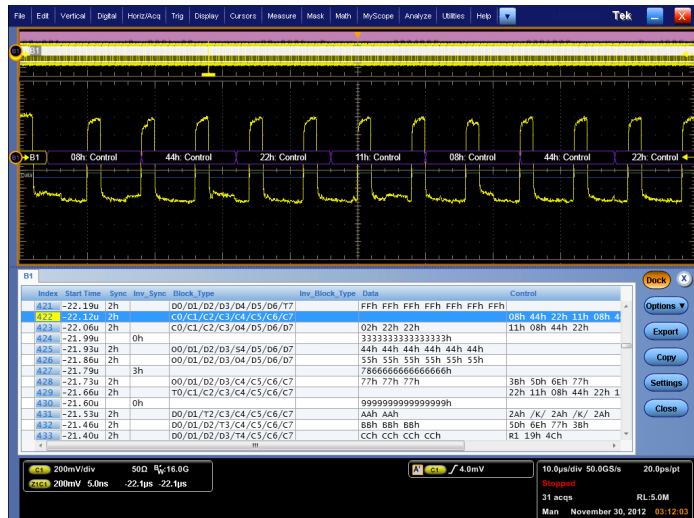 File Edit Vertical Digital Horiz/Acq Trig Display Cursors Measure Mask Math MyScope Analyze Utilities Help Tek X
B1 B1
B1 B1 08h: Control 44h: Control 22h: Control 11h: Control 08h: Control 44h: Control 22h: Control
Data
B1 Dock X
Index Start Time Sync Inv_Sync Block_Type Inv_Block_Type Data Control
421 -22.19u 2h D0/D1/D2/D3/D4/D5/D6/T7 FFh FFh FFh FFh FFh FFh FFh
422 -22.12u 2h C0/C1/C2/C3/C4/C5/C6/C7 08h 44h 22h 11h 08h 4
423 -22.06u 2h C0/C1/C2/C3/O4/D5/D6/D7 02h 22h 22h 11h 08h 44h 22h
424 -21.99u 0h 3333333333333333h
425 -21.93u 2h O0/D1/D2/D3/S4/D5/D6/D7 44h 44h 44h 44h 44h 44h
426 -21.86u 2h O0/D1/D2/D3/O4/D5/D6/D7 55h 55h 55h 55h 55h 55h
427 -21.79u 3h 7866666666666666h
428 -21.73u 2h O0/D1/D2/D3/C4/C5/C6/C7 77h 77h 77h 3Bh 5Dh 6Eh 77h
429 -21.66u 2h T0/C1/C2/C3/C4/C5/C6/C7 22h 11h 08h 44h 22h 1
430 -21.60u 0h 9999999999999999h
431 -21.53u 2h D0/D1/T2/C3/C4/C5/C6/C7 AAh AAh 2Ah /K/ 2Ah /K/ 2Ah
432 -21.46u 2h D0/D1/D2/T3/C4/C5/C6/C7 BBh BBh BBh 5Dh 6Eh 77h 3Bh
433 -21.40u 2h D0/D1/D2/D3/T4/C5/C6/C7 CCh CCh CCh CCh R1 19h 4Ch
Options
Export
Copy
Settings
Close
C1 200mV/div 50Ω BW:16.0G A' C1 4.0mV 10.0µs/div 50.0GS/s 20.0ps/pt
Z1C1 200mV 5.0ns -22.1µs -22.1µs Stopped
31 acqs RL:5.0M
Man November 30, 2012 03:12:03